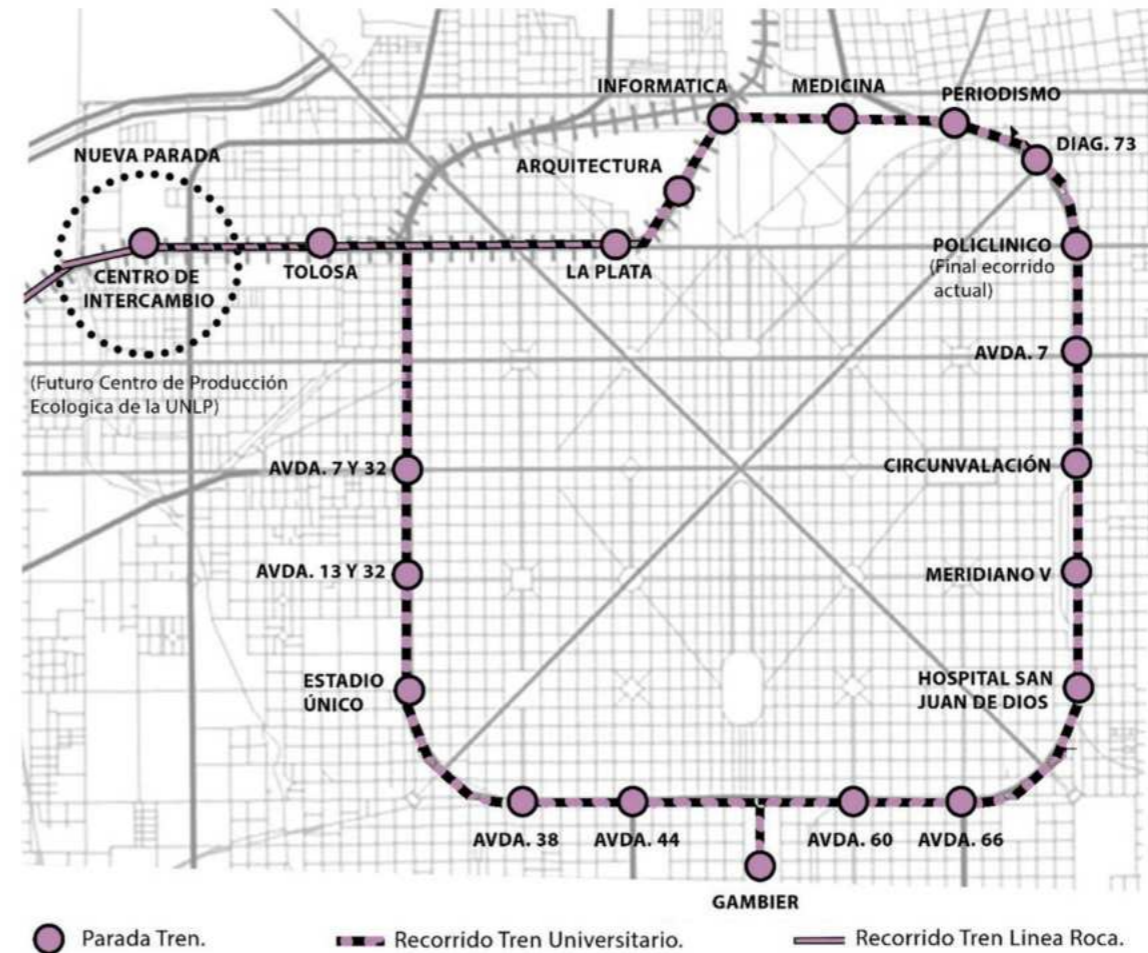 INFORMATICA
MEDICINA
PERIODISMO
DIAG. 73
NUEVA PARADA
ARQUITECTURA
CENTRO DE
INTERCAMBIO
TOLOSA
LA PLATA
POLICLINICO
(Final ecorrido
actual)
(Futuro Centro de Producción
Ecologica de la UNLP)
AVDA. 7
AVDA. 7 Y 32
CIRCUNVALACIÓN
AVDA. 13 Y 32
MERIDIANO V
ESTADIO
ÚNICO
HOSPITAL SAN
JUAN DE DIOS
AVDA. 38
AVDA. 44
AVDA. 60
AVDA. 66
GAMBIER
Parada Tren.
Recorrido Tren Universitario.
Recorrido Tren Linea Roca.